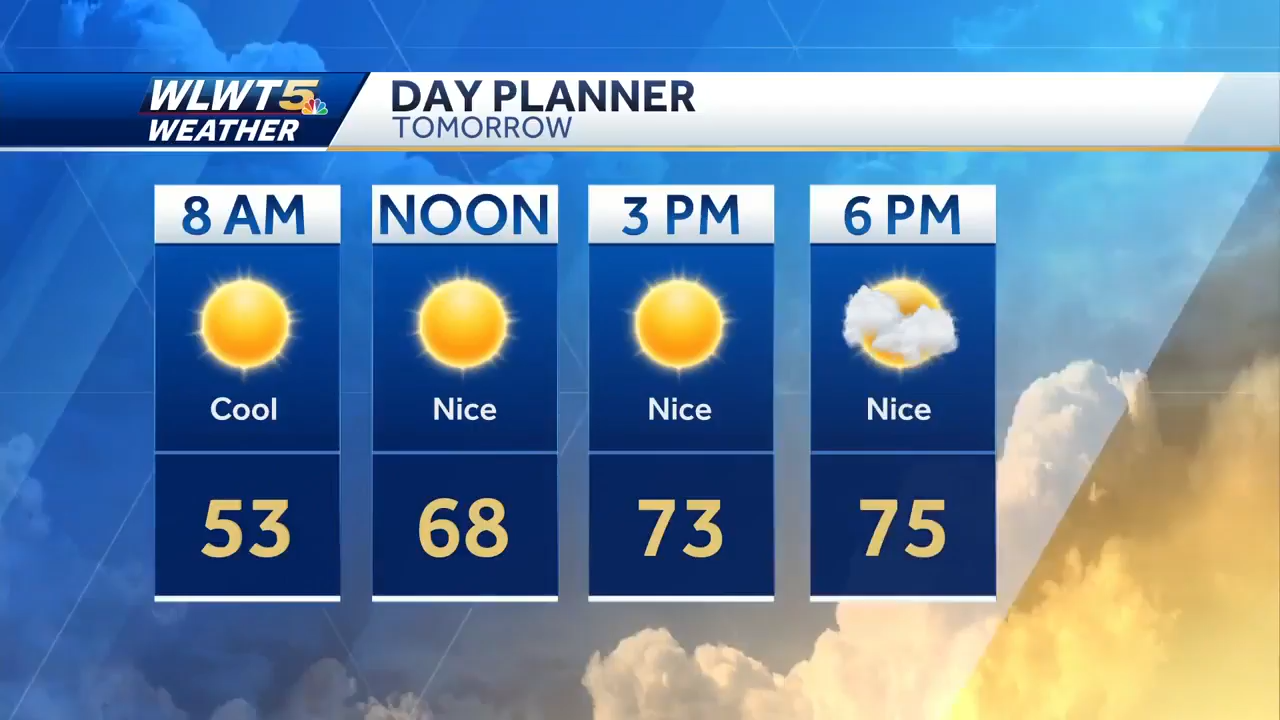 WLWT5
WEATHER
DAY PLANNER
TOMORROW
8 AM
NOON
3 PM
6 PM
Cool
Nice
Nice
Nice
53
68
73
75